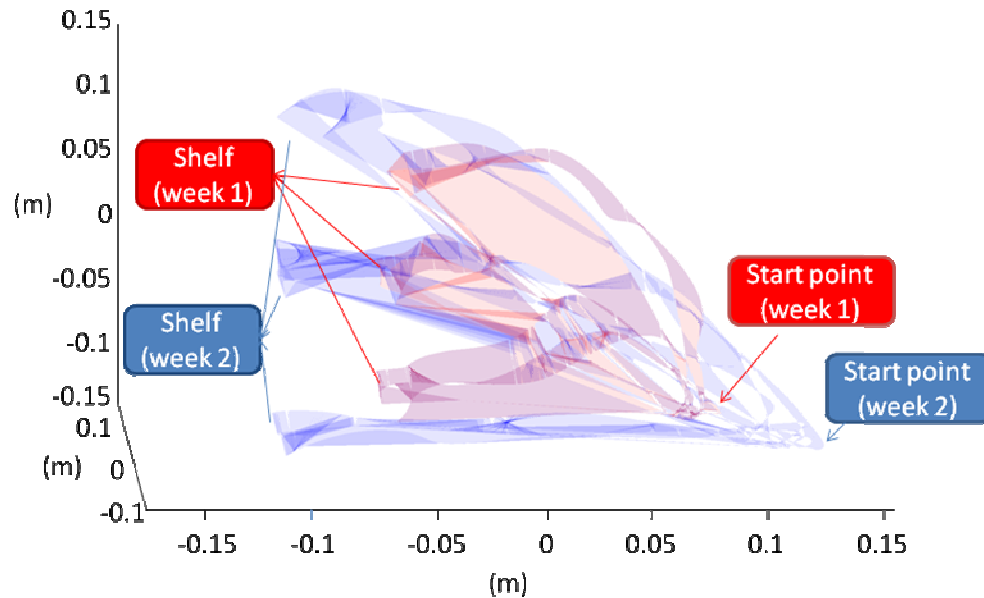 0.15
0.1
0.05
Shelf
(week 1)
(m)
0
-0.05
Start point
(week 1)
Shelf
(week 2)
-0.1
Start point
(week 2)
-0.15
0.1
(m)
0
-0.1
-0.15
-0.1
-0.05
0
0.05
0.1
0.15
(m)